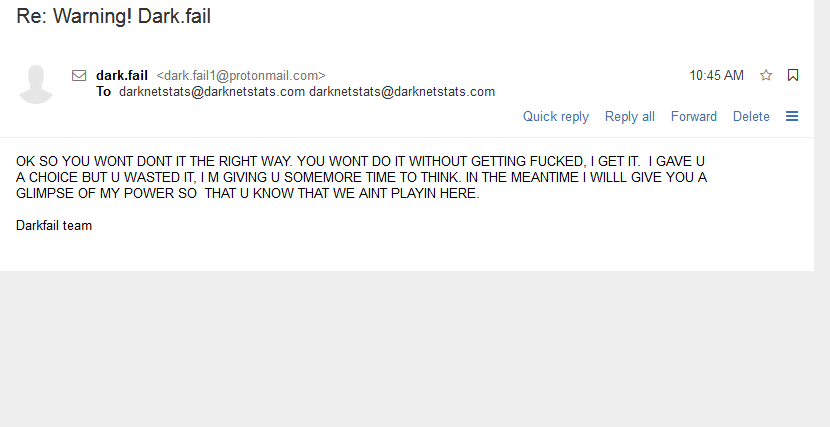 Re: Warning! Dark.fail
dark.fail <dark.fail1@protonmail.com> 10:45 AM
To darknetstats@darknetstats.com darknetstats@darknetstats.com
Quick reply Reply all Forward Delete
OK SO YOU WONT DONT IT THE RIGHT WAY. YOU WONT DO IT WITHOUT GETTING FUCKED, I GET IT.  I GAVE U
A CHOICE BUT U WASTED IT, I M GIVING U SOMEMORE TIME TO THINK. IN THE MEANTIME I WILLL GIVE YOU A
GLIMPSE OF MY POWER SO  THAT U KNOW THAT WE AINT PLAYIN HERE.
Darkfail team